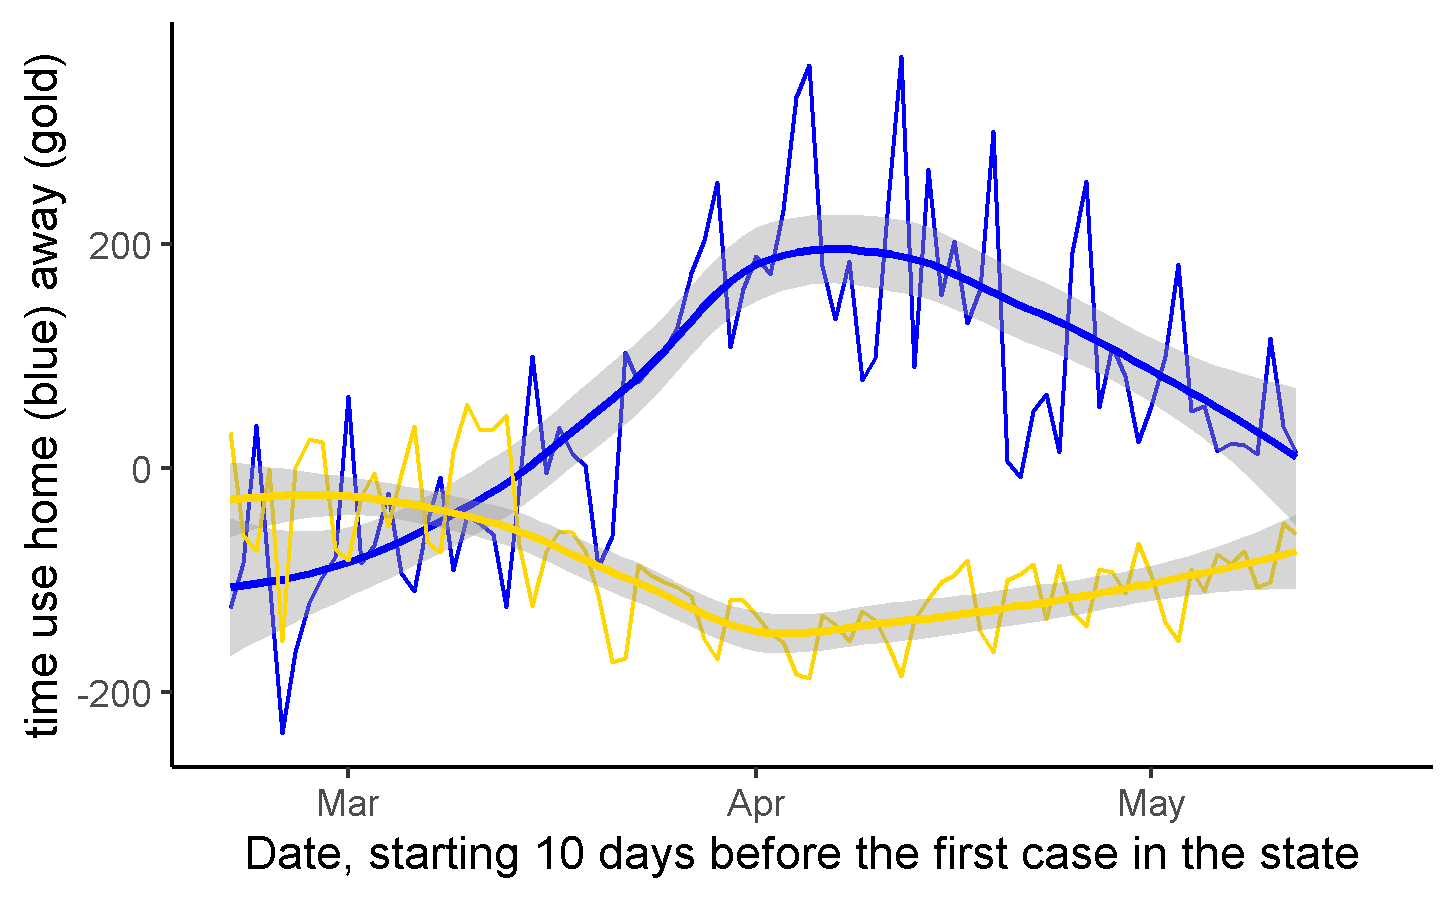 time use home (blue) away (gold)
200
0
-200
Mar
Apr
May
Date, starting 10 days before the first case in the state